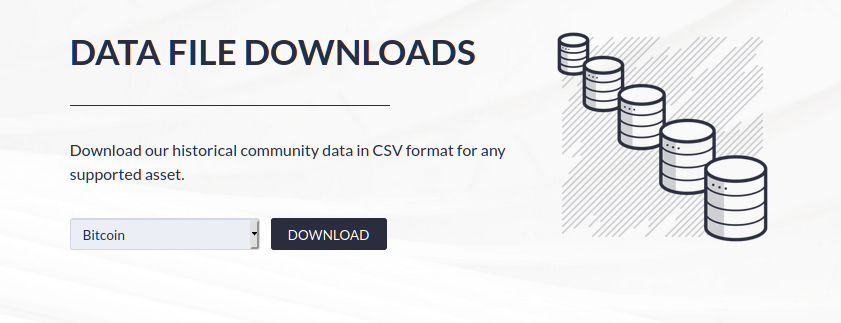 DATA FILE DOWNLOADS
Download our historical community data in CSV format for any
supported asset.
Bitcoin
DOWNLOAD